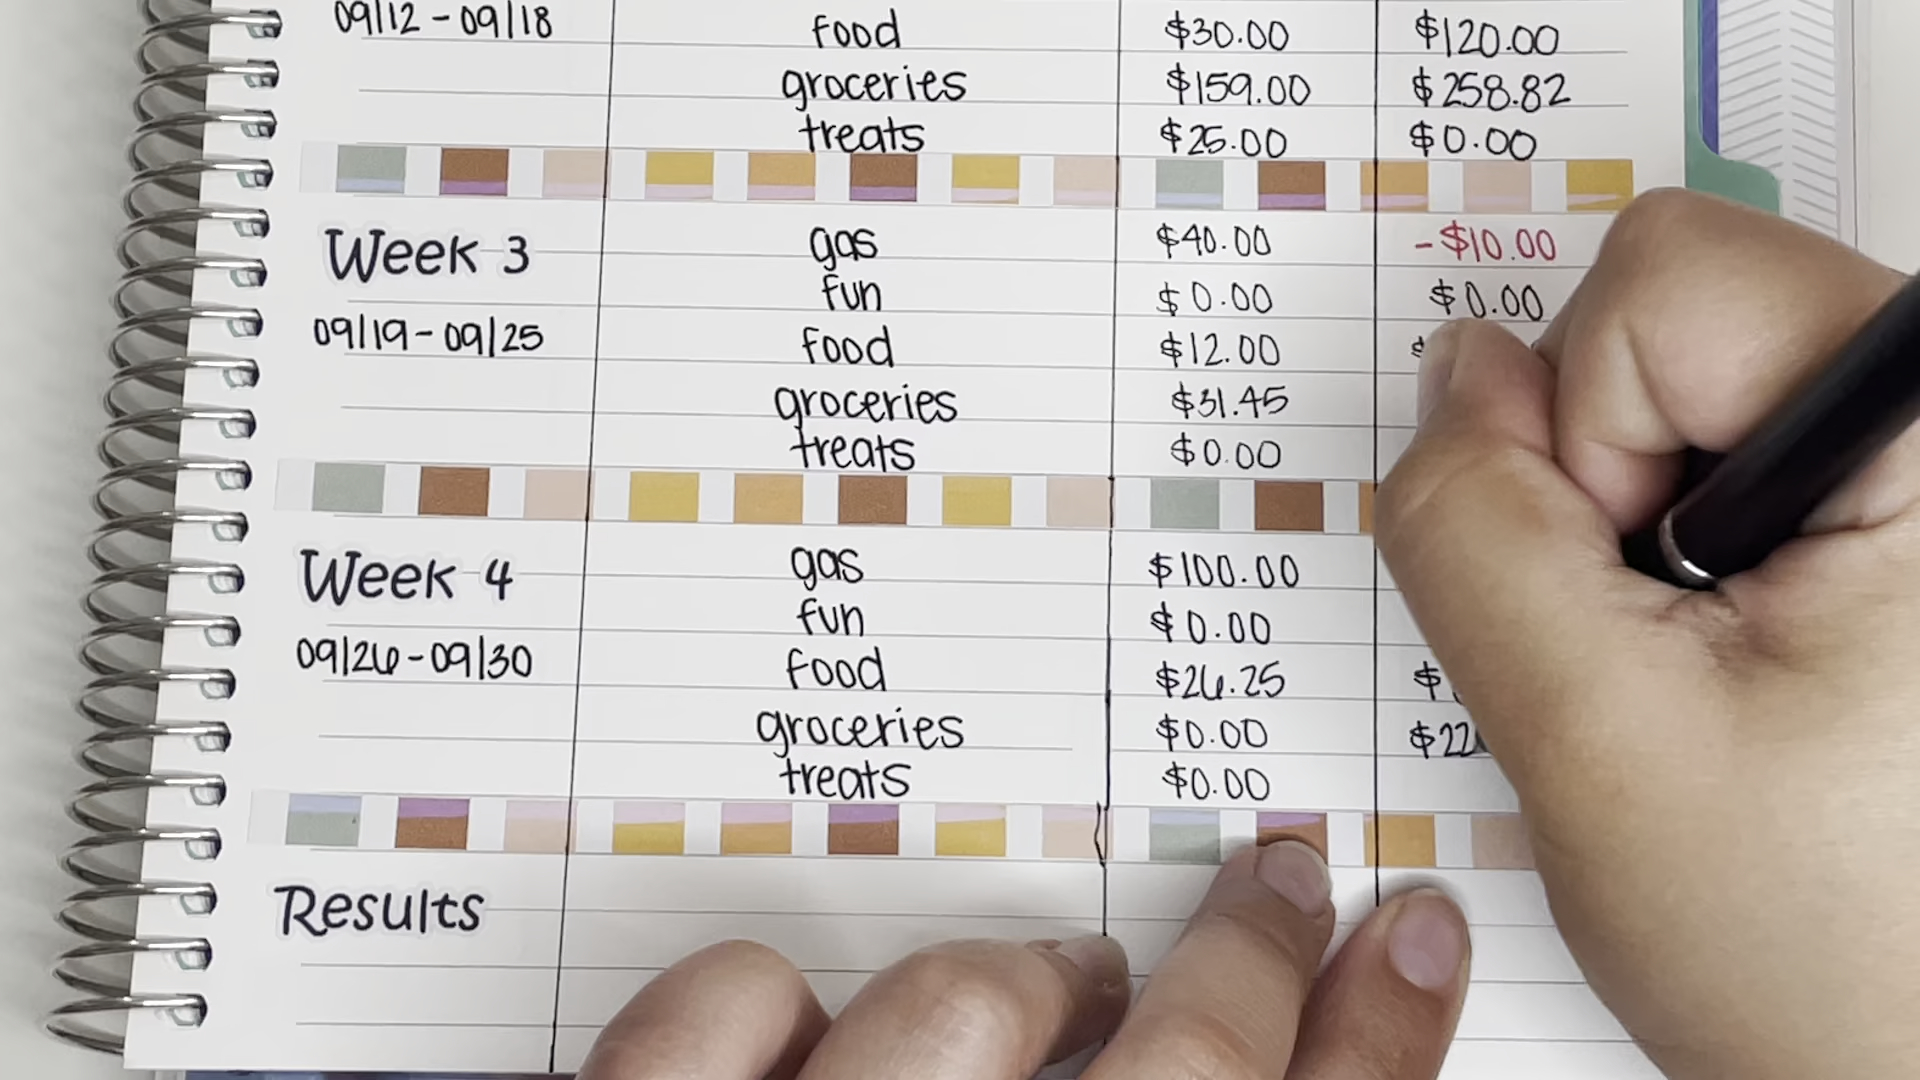 09/12 - 09/18 food $30.00 $120.00
groceries $159.00 $258.82
treats $25.00 $0.00
Week 3 gas $40.00 -$10.00
fun $0.00 $0.00
09/19 - 09/25 food $12.00 $
groceries $31.45
treats $0.00
Week 4 gas $100.00
fun $0.00
09/26 - 09/30 food $26.25 $
groceries $0.00 $22
treats $0.00
Results